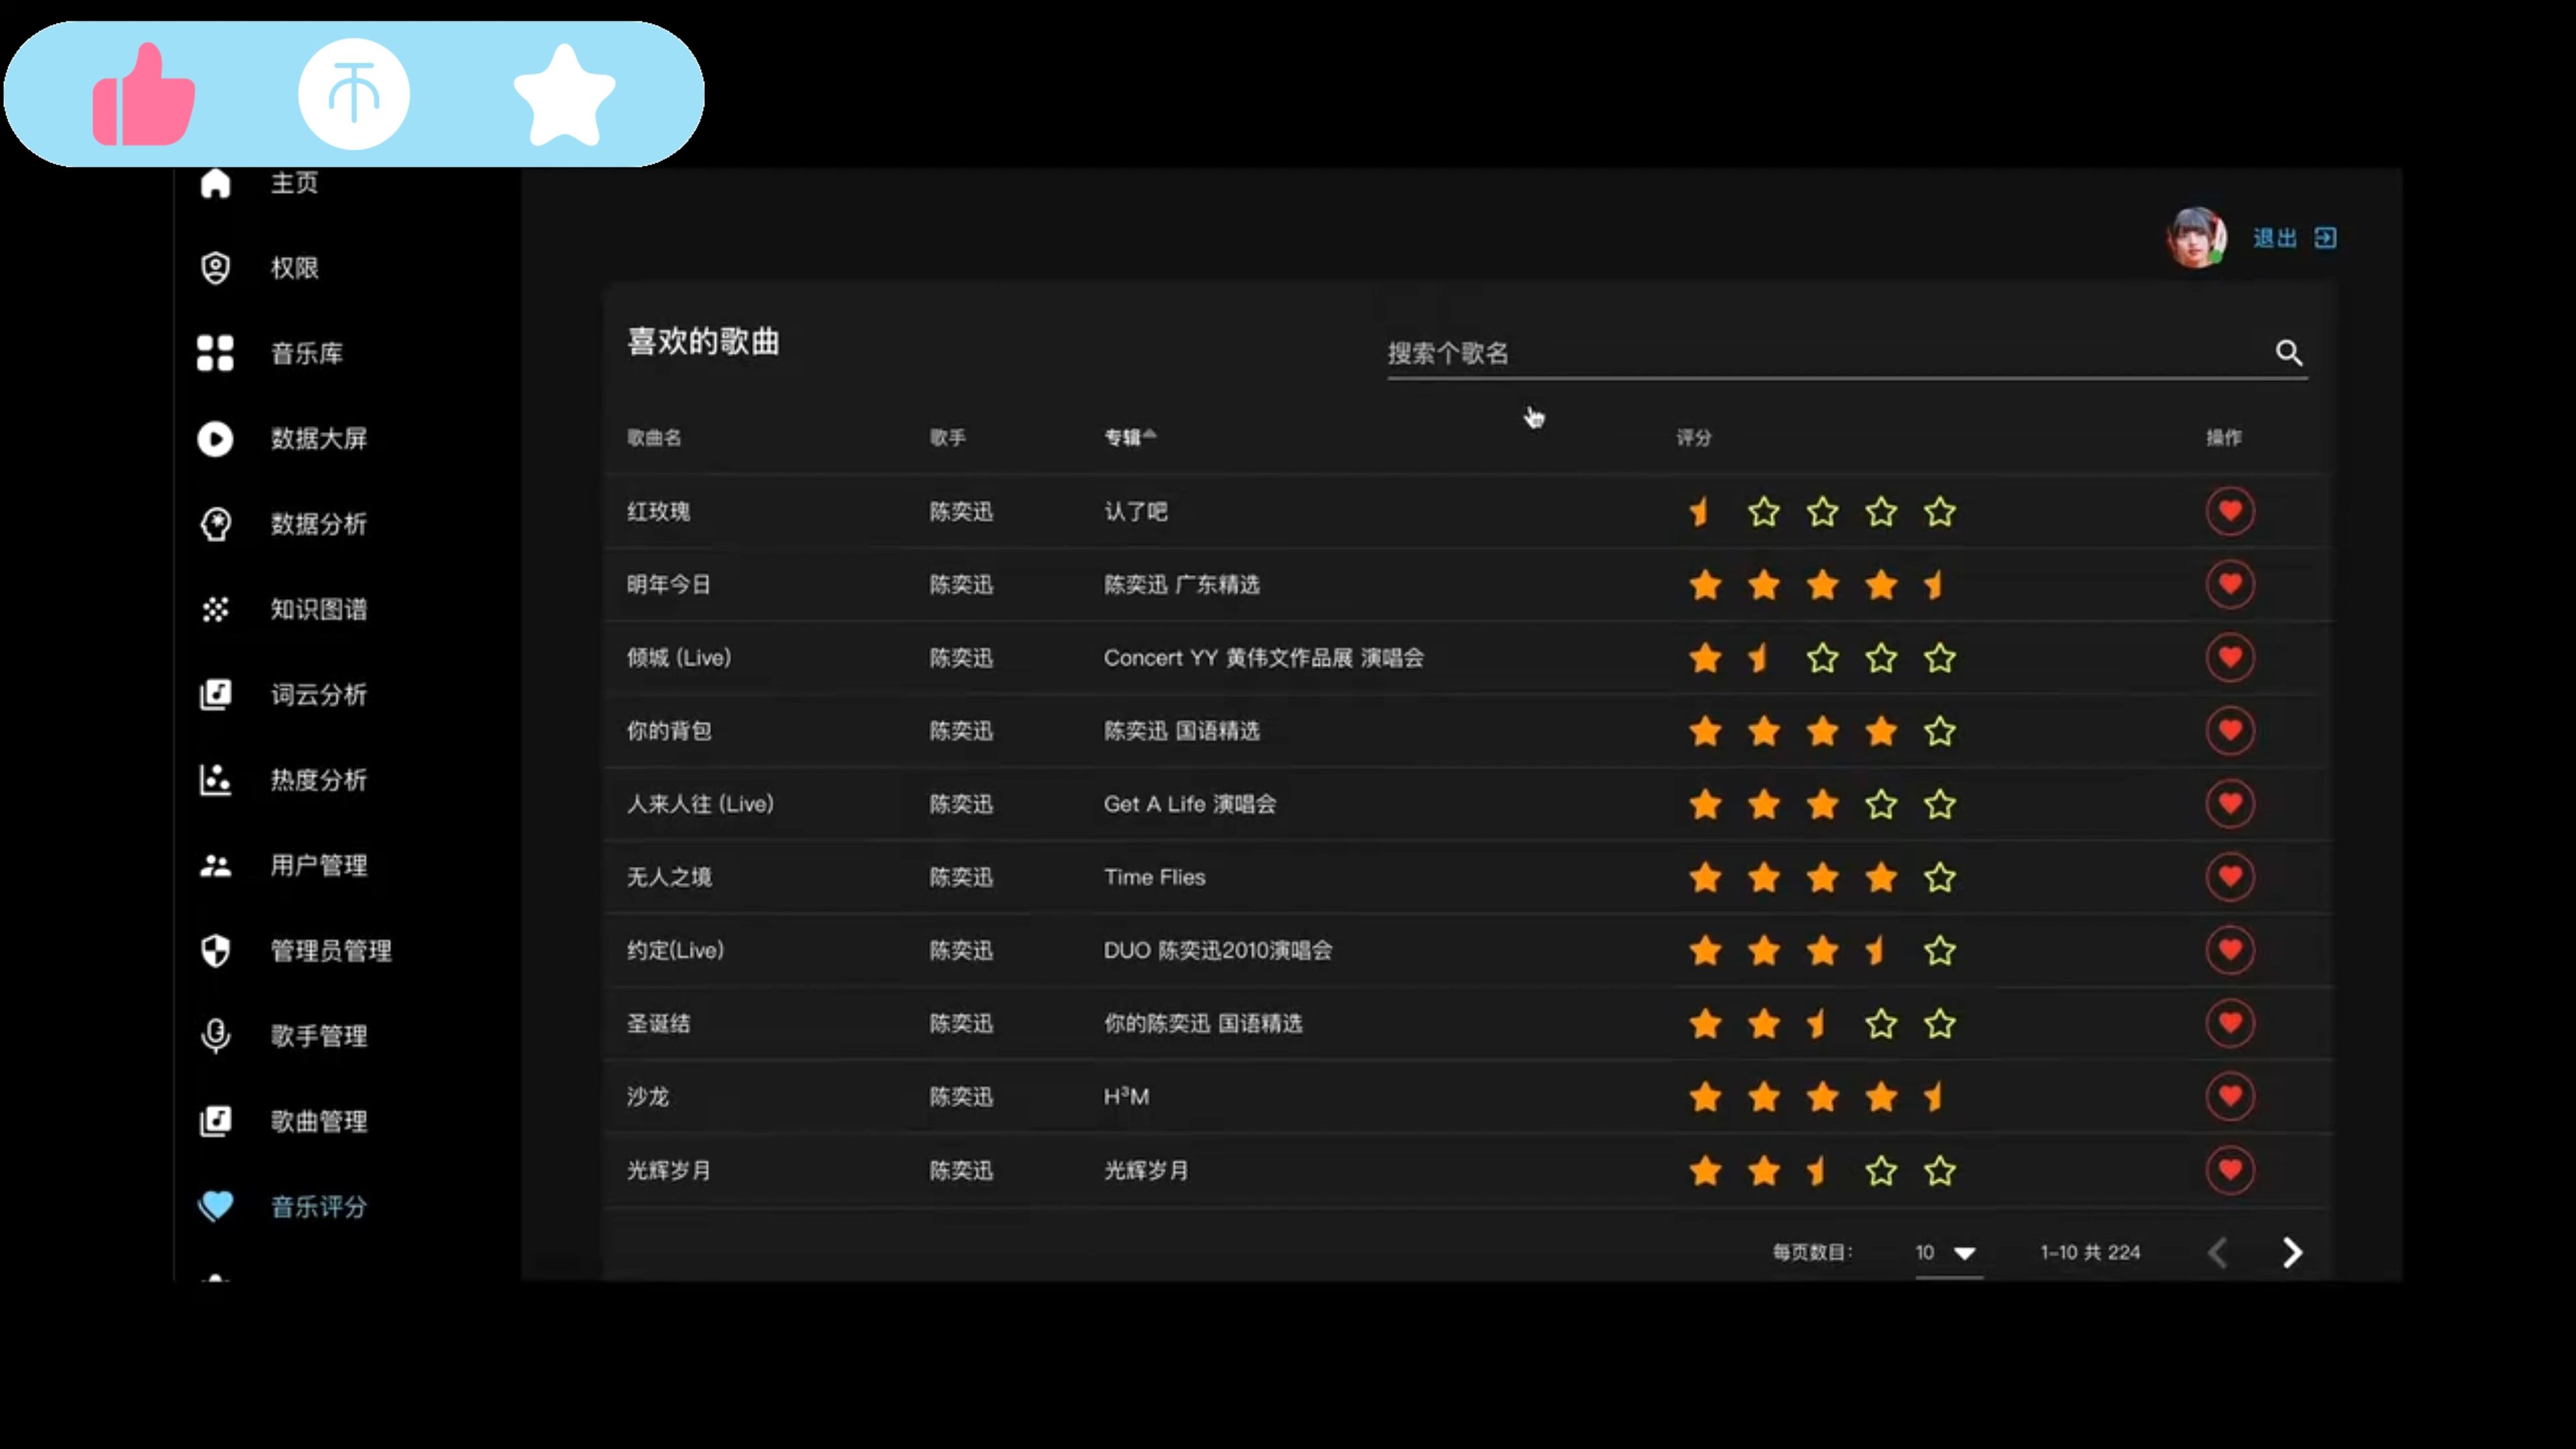 主页
权限
音乐库
数据大屏
数据分析
知识图谱
词云分析
热度分析
用户管理
管理员管理
歌手管理
歌曲管理
音乐评分
退出
喜欢的歌曲
搜索个歌名
歌曲名 歌手 专辑 评分 操作
红玫瑰 陈奕迅 认了吧
明年今日 陈奕迅 陈奕迅 广东精选
倾城 (Live) 陈奕迅 Concert YY 黄伟文作品展 演唱会
你的背包 陈奕迅 陈奕迅 国语精选
人来人往 (Live) 陈奕迅 Get A Life 演唱会
无人之境 陈奕迅 Time Flies
约定(Live) 陈奕迅 DUO 陈奕迅2010演唱会
圣诞结 陈奕迅 你的陈奕迅 国语精选
沙龙 陈奕迅 H³M
光辉岁月 陈奕迅 光辉岁月
每页数目: 10 1-10 共 224